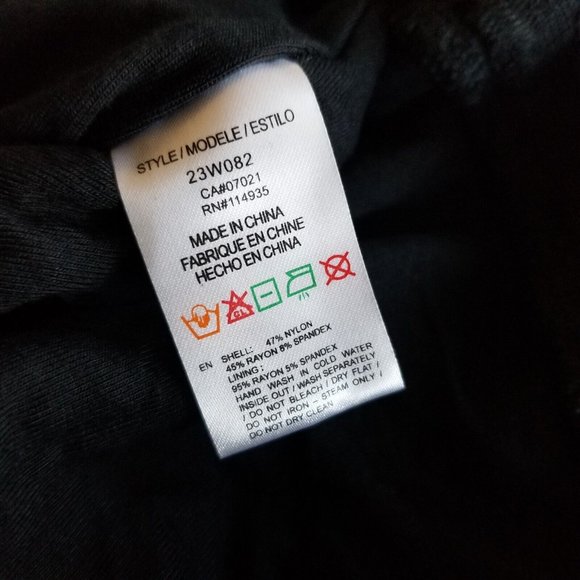 STYLE / MODELE / ESTILO
23W082
CA#07021
RN#114935
MADE IN CHINA
FABRIQUE EN CHINE
HECHO EN CHINA
CL
EN SHELL: 47% NYLON
45% RAYON 8% SPANDEX
LINING:
95% RAYON 5% SPANDEX
HAND WASH IN COLD WATER
INSIDE OUT / WASH SEPARATELY
/ DO NOT BLEACH / DRY FLAT /
/ DO NOT IRON - STEAM ONLY /
DO NOT DRY CLEAN